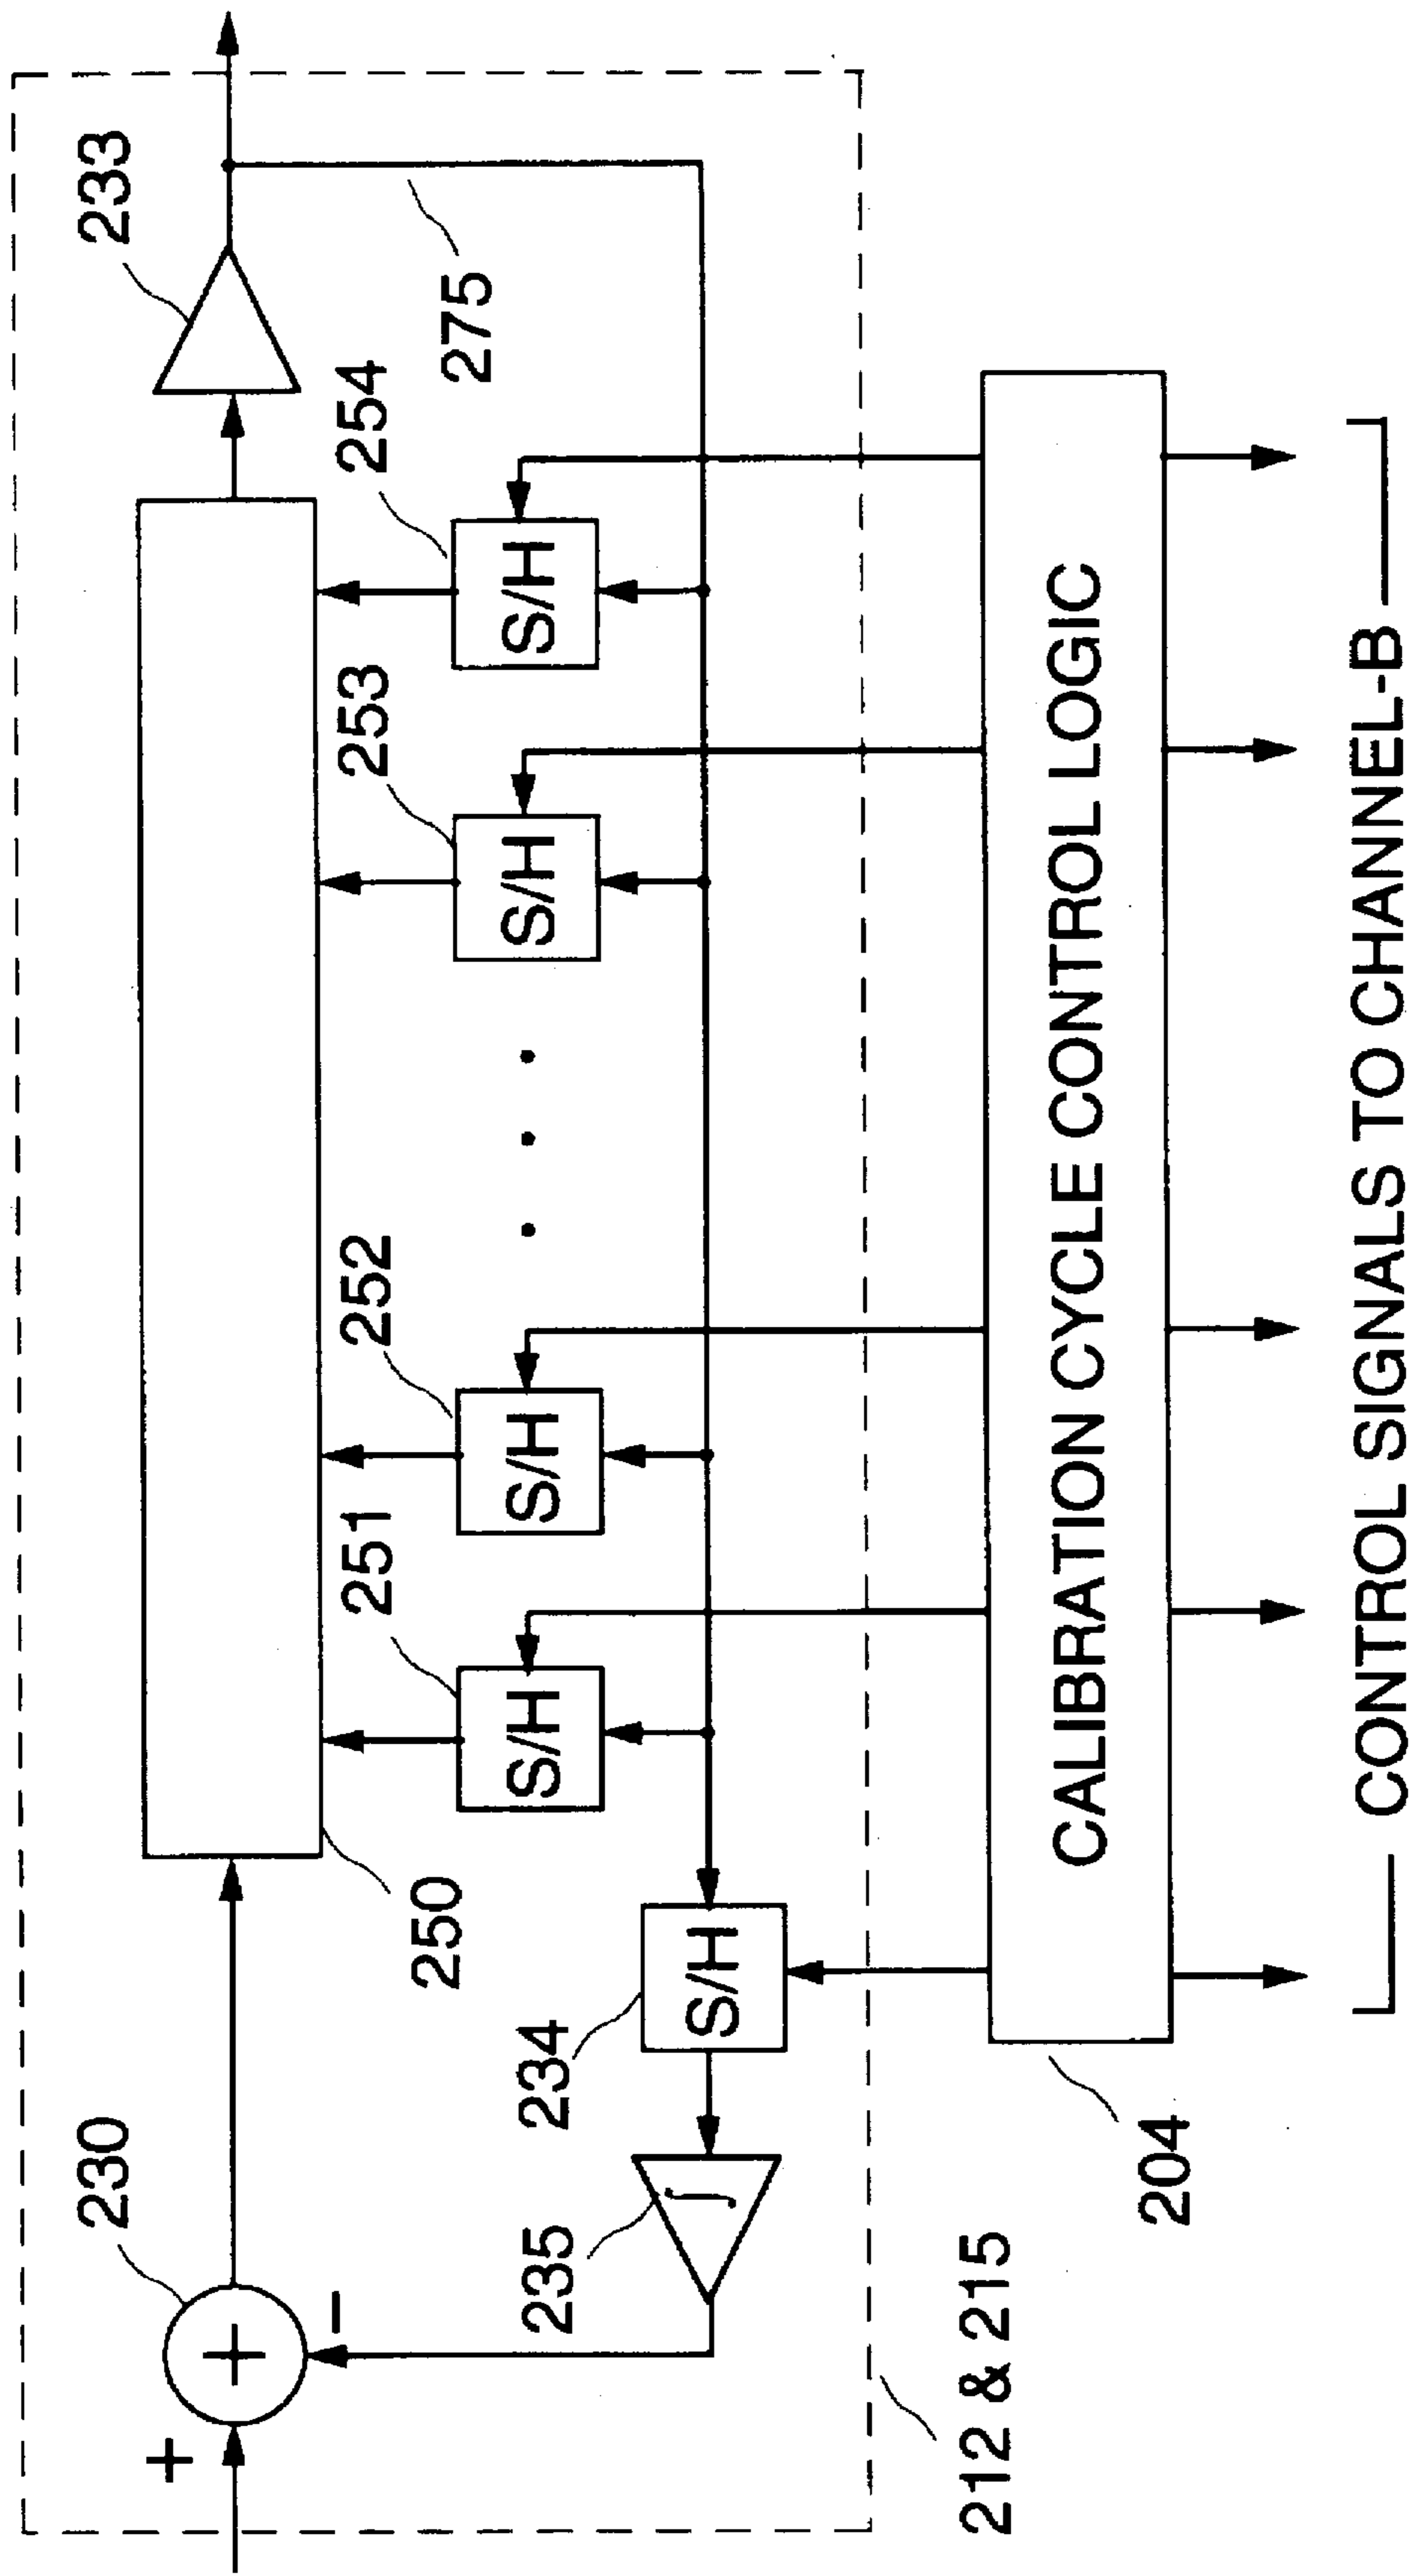 230
233
+
−
+
250
251
252
253
254
S/H
S/H
S/H
S/H
275
235
∫
234
S/H
212 & 215
204
CALIBRATION CYCLE CONTROL LOGIC
CONTROL SIGNALS TO CHANNEL-B